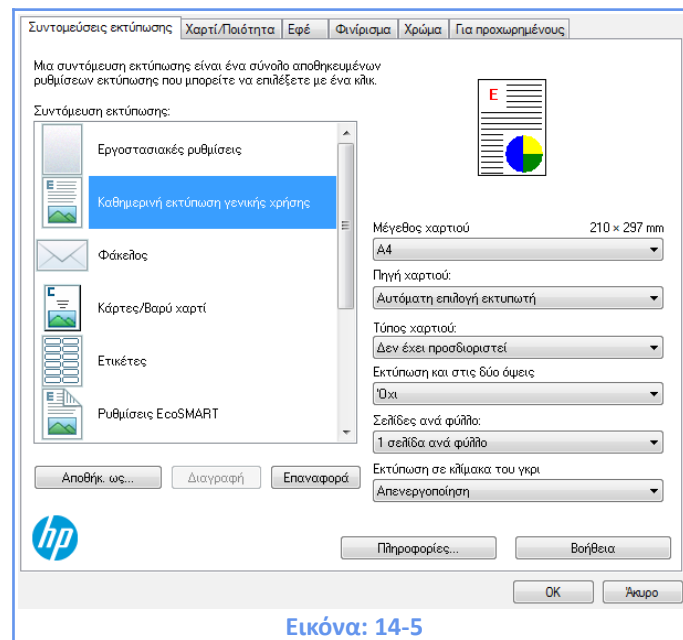 Συντομεύσεις εκτύπωσης Χαρτί/Ποιότητα Εφέ Φινίρισμα Χρώμα Για προχωρημένους
Μια συντόμευση εκτύπωσης είναι ένα σύνολο αποθηκευμένων
ρυθμίσεων εκτύπωσης που μπορείτε να επιλέξετε με ένα κλικ.
Συντόμευση εκτύπωσης:
Εργοστασιακές ρυθμίσεις
Καθημερινή εκτύπωση γενικής χρήσης
Φάκελος
Κάρτες/Βαρύ χαρτί
Ετικέτες
Ρυθμίσεις EcoSMART
Αποθήκ. ως... Διαγραφή Επαναφορά
E
Μέγεθος χαρτιού 210 × 297 mm
A4
Πηγή χαρτιού:
Αυτόματη επιλογή εκτυπωτή
Τύπος χαρτιού:
Δεν έχει προσδιοριστεί
Εκτύπωση και στις δύο όψεις
Όχι
Σελίδες ανά φύλλο:
1 σελίδα ανά φύλλο
Εκτύπωση σε κλίμακα του γκρι
Απενεργοποίηση
hp
Πληροφορίες... Βοήθεια
OK Άκυρο
Εικόνα: 14-5